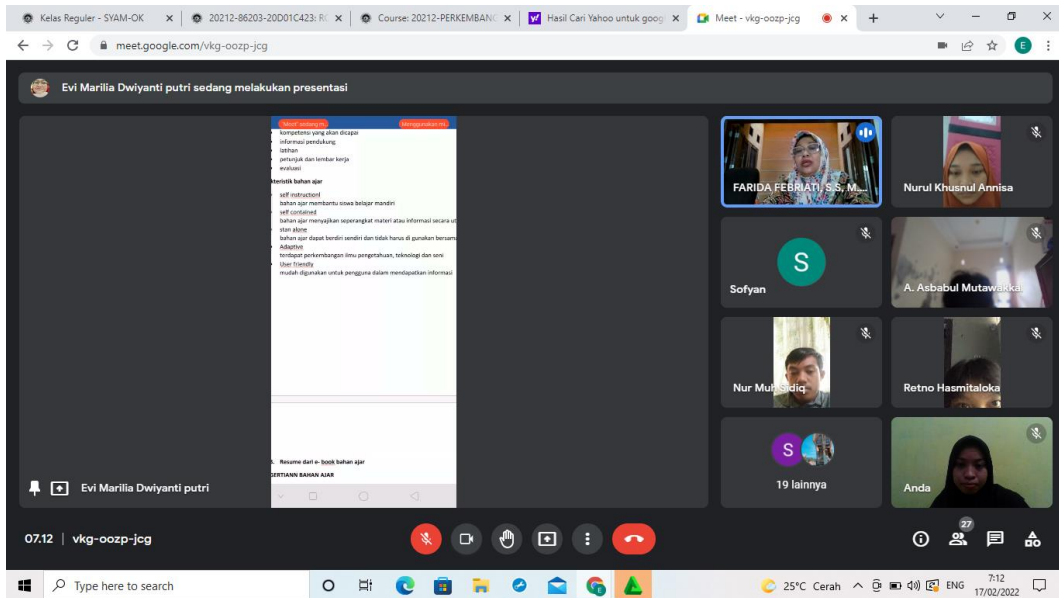 Kelas Reguler - SYAM-OK
20212-86203-20D01C423: R
Course: 20212-PERKEMBAN
Hasil Cari Yahoo untuk goog
Meet - vkg-oozp-jcg
meet.google.com/vkg-oozp-jcg
E
Evi Marilia Dwiyanti putri sedang melakukan presentasi
kompetensi yang akan dicapai
informasi pendukung
latihan
petunjuk dan lembar kerja
evaluasi
kteristik bahan ajar
self instructionl
bahan ajar membantu siswa belajar mandiri
self contained
bahan ajar menyajikan seperangkat materi atau informasi secara ut
stan alone
bahan ajar dapat berdiri sendiri dan tidak harus di gunakan bersam
Adaptive
terdapat perkembangan ilmu pengetahuan, teknologi dan seni
User friendly
mudah digunakan untuk pengguna dalam mendapatkan informasi
Resume dari e- book bahan ajar
GERTIANN BAHAN AJAR
Evi Marilia Dwiyanti putri
FARIDA FEBRIATI, S.S, M....
Nurul Khusnul Annisa
S
Sofyan
A. Asbabul Mutawakkal
Nur Muh Sidiq
Retno Hasmitaloka
S
19 lainnya
Anda
07.12 | vkg-oozp-jcg
27
Type here to search
25°C Cerah
ENG
7:12
17/02/2022